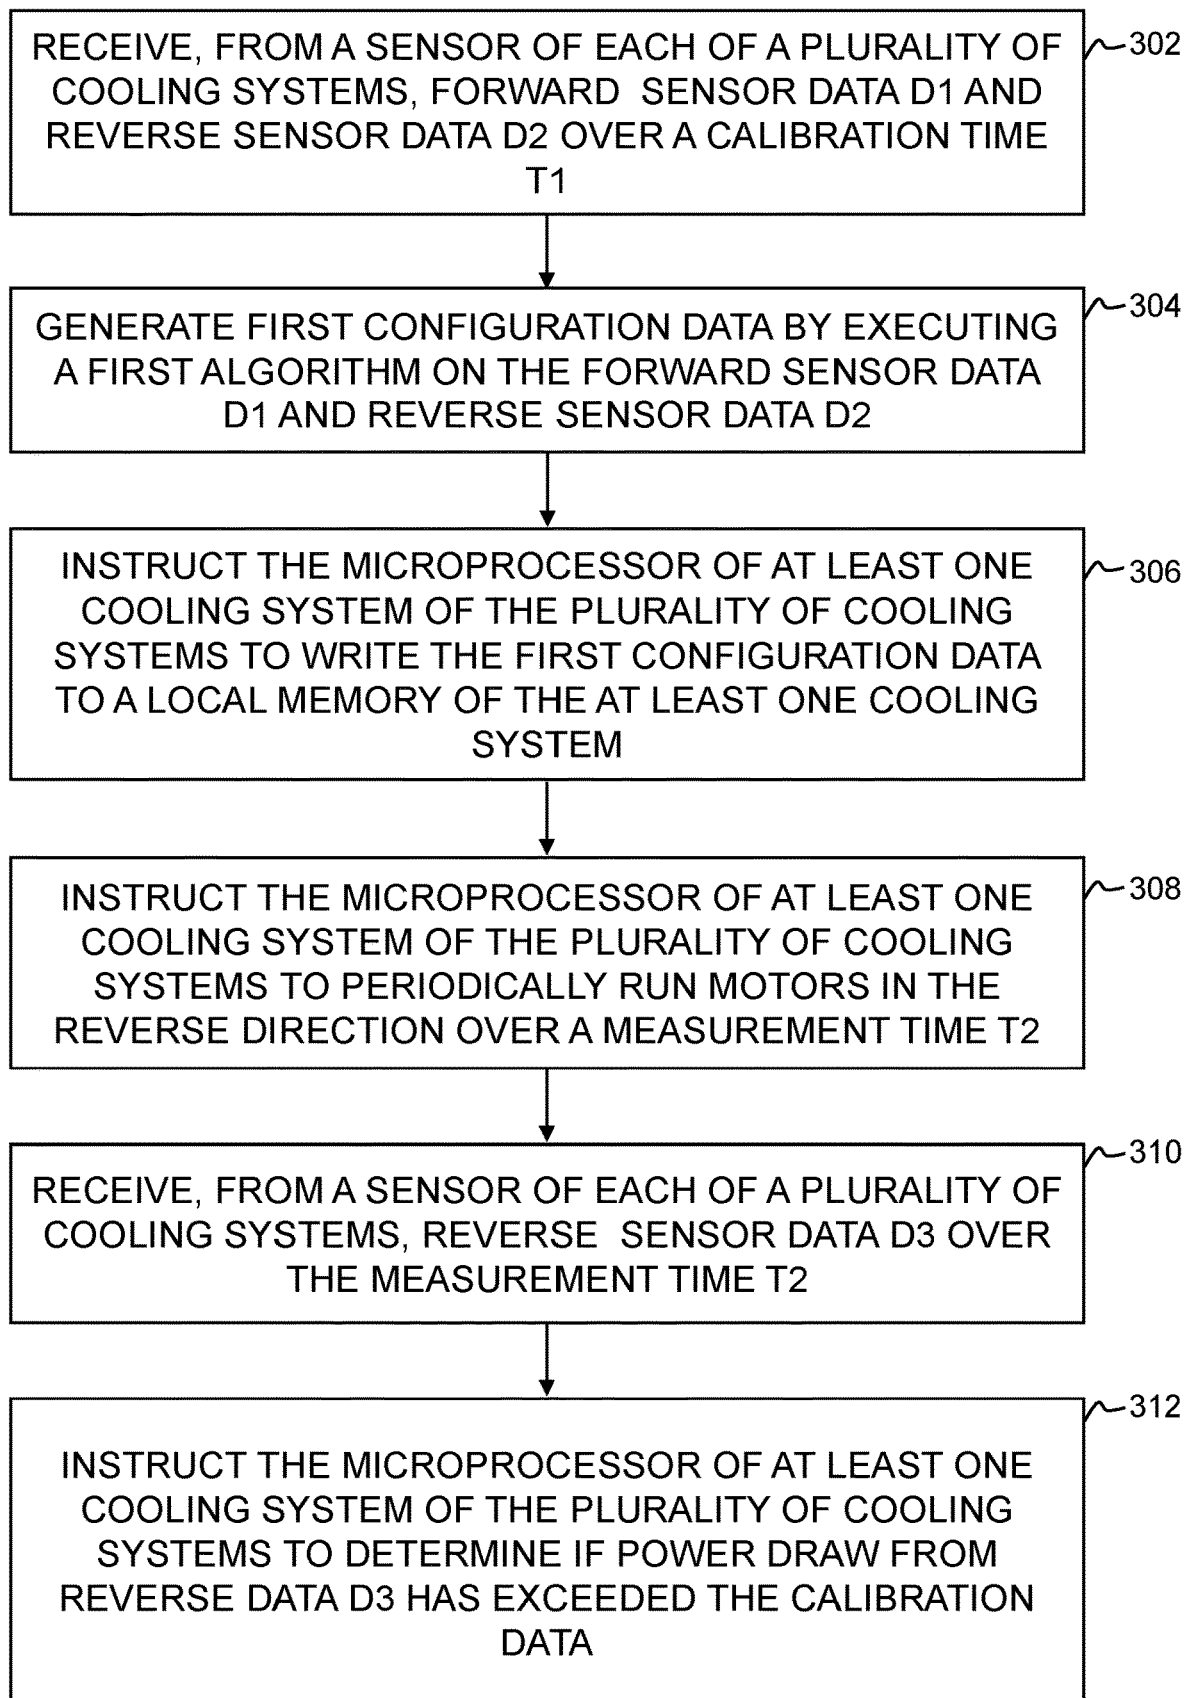 RECEIVE, FROM A SENSOR OF EACH OF A PLURALITY OF
COOLING SYSTEMS, FORWARD SENSOR DATA D1 AND
REVERSE SENSOR DATA D2 OVER A CALIBRATION TIME
T1
302
GENERATE FIRST CONFIGURATION DATA BY EXECUTING
A FIRST ALGORITHM ON THE FORWARD SENSOR DATA
D1 AND REVERSE SENSOR DATA D2
304
INSTRUCT THE MICROPROCESSOR OF AT LEAST ONE
COOLING SYSTEM OF THE PLURALITY OF COOLING
SYSTEMS TO WRITE THE FIRST CONFIGURATION DATA
TO A LOCAL MEMORY OF THE AT LEAST ONE COOLING
SYSTEM
306
INSTRUCT THE MICROPROCESSOR OF AT LEAST ONE
COOLING SYSTEM OF THE PLURALITY OF COOLING
SYSTEMS TO PERIODICALLY RUN MOTORS IN THE
REVERSE DIRECTION OVER A MEASUREMENT TIME T2
308
RECEIVE, FROM A SENSOR OF EACH OF A PLURALITY OF
COOLING SYSTEMS, REVERSE SENSOR DATA D3 OVER
THE MEASUREMENT TIME T2
310
INSTRUCT THE MICROPROCESSOR OF AT LEAST ONE
COOLING SYSTEM OF THE PLURALITY OF COOLING
SYSTEMS TO DETERMINE IF POWER DRAW FROM
REVERSE DATA D3 HAS EXCEEDED THE CALIBRATION
DATA
312